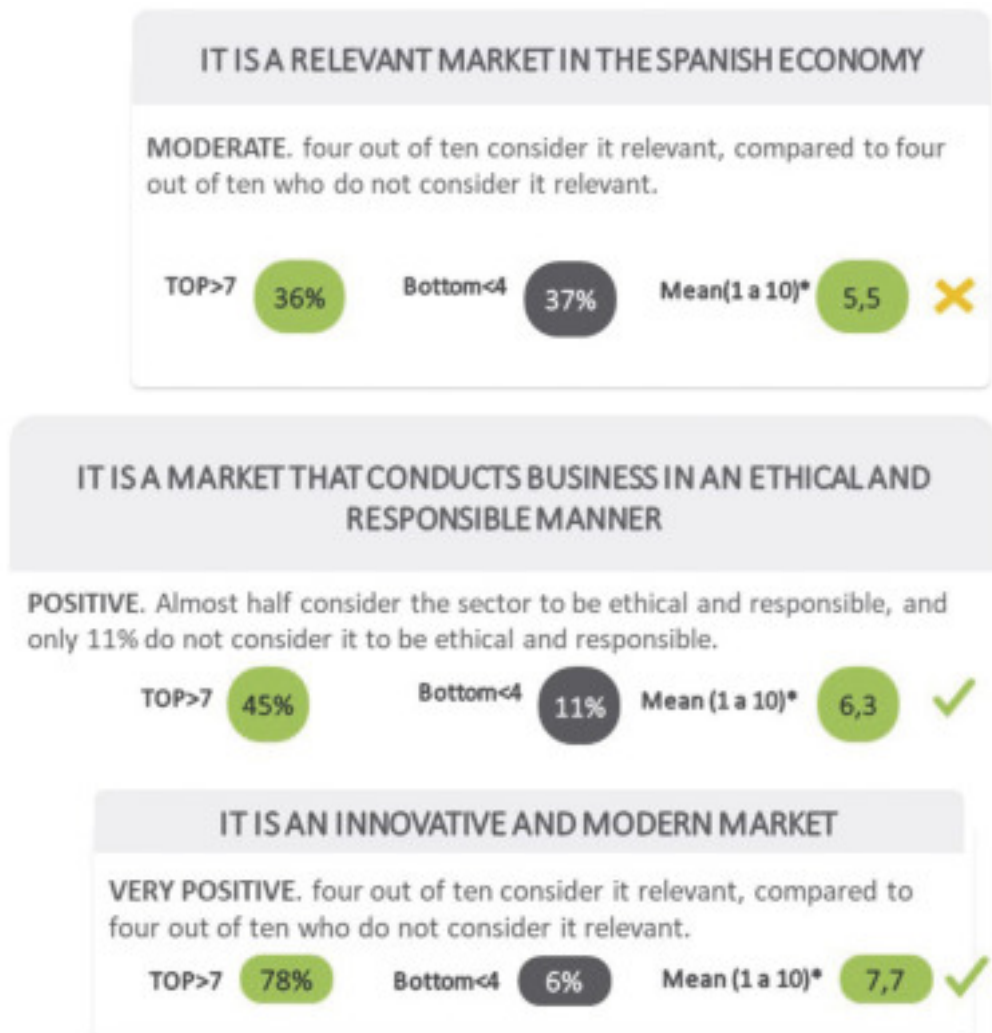 IT IS A RELEVANT MARKET IN THE SPANISH ECONOMY
MODERATE. four out of ten consider it relevant, compared to four
out of ten who do not consider it relevant.
TOP>7 36% Bottom<4 37% Mean(1 a 10)* 5,5
IT IS A MARKET THAT CONDUCTS BUSINESS IN AN ETHICAL AND
RESPONSIBLE MANNER
POSITIVE. Almost half consider the sector to be ethical and responsible, and
only 11% do not consider it to be ethical and responsible.
TOP>7 45% Bottom<4 11% Mean (1 a 10)* 6,3
IT IS AN INNOVATIVE AND MODERN MARKET
VERY POSITIVE. four out of ten consider it relevant, compared to
four out of ten who do not consider it relevant.
TOP>7 78% Bottom<4 6% Mean (1 a 10)* 7,7